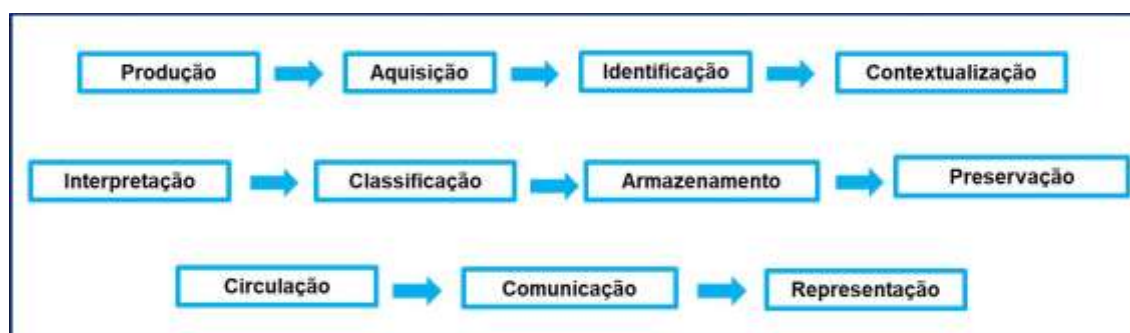 Produção Aquisição Identificação Contextualização
Interpretação Classificação Armazenamento Preservação
Circulação Comunicação Representação